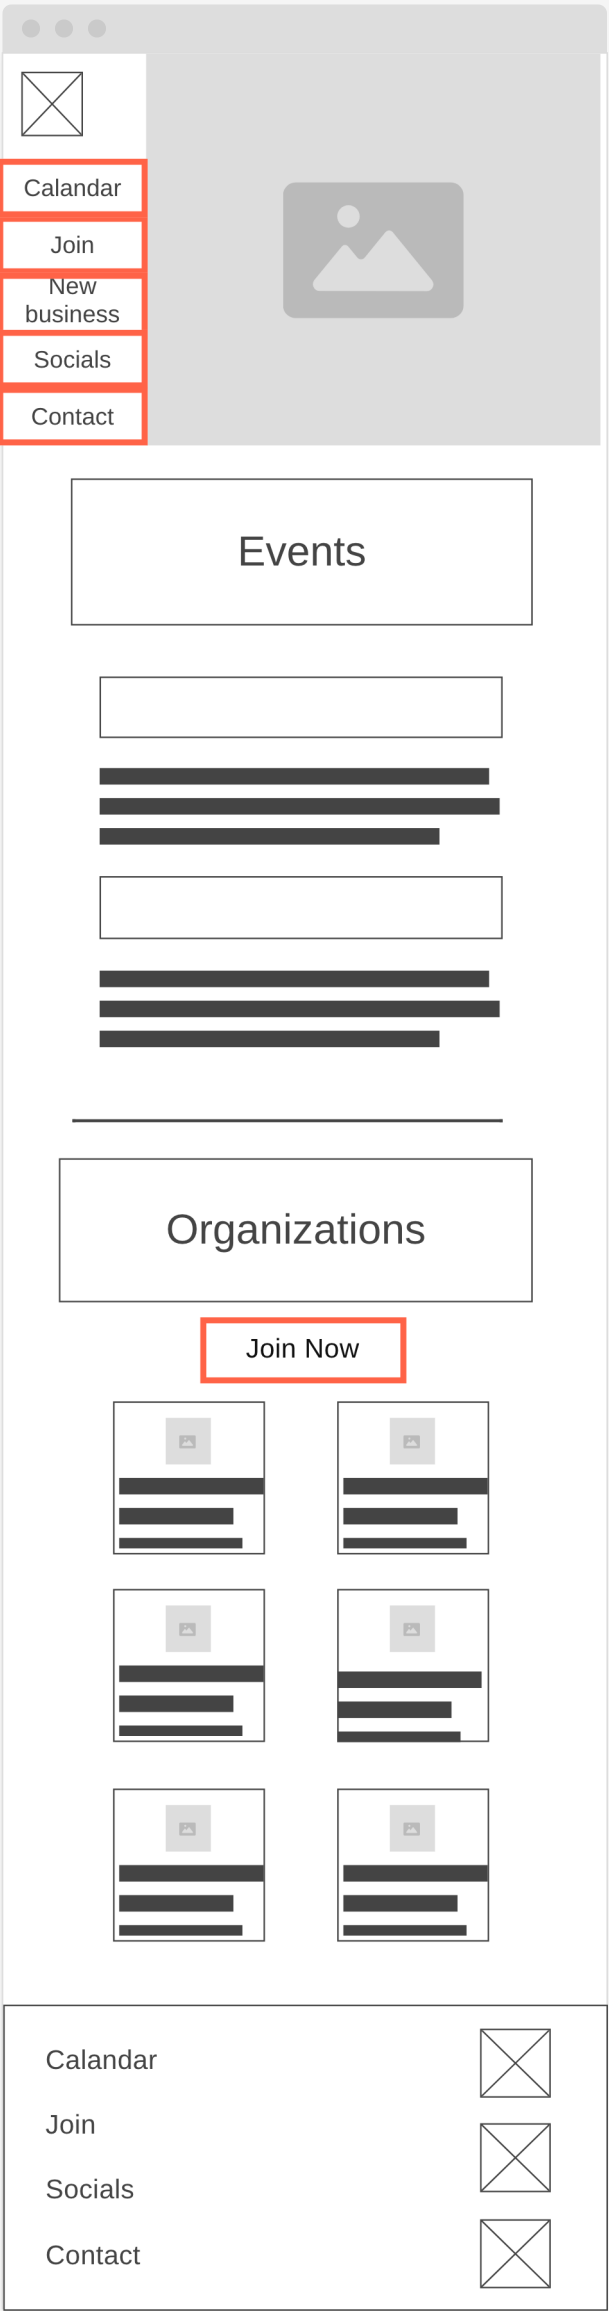 Calandar
Join
New
business
Socials
Contact
Events
Organizations
Join Now
Calandar
Join
Socials
Contact